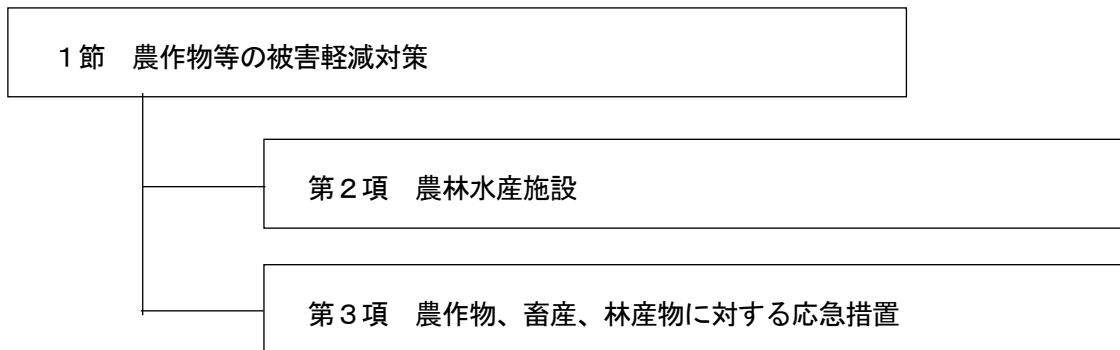 １節　農作物等の被害軽減対策
第２項　農林水産施設
第３項　農作物、畜産、林産物に対する応急措置